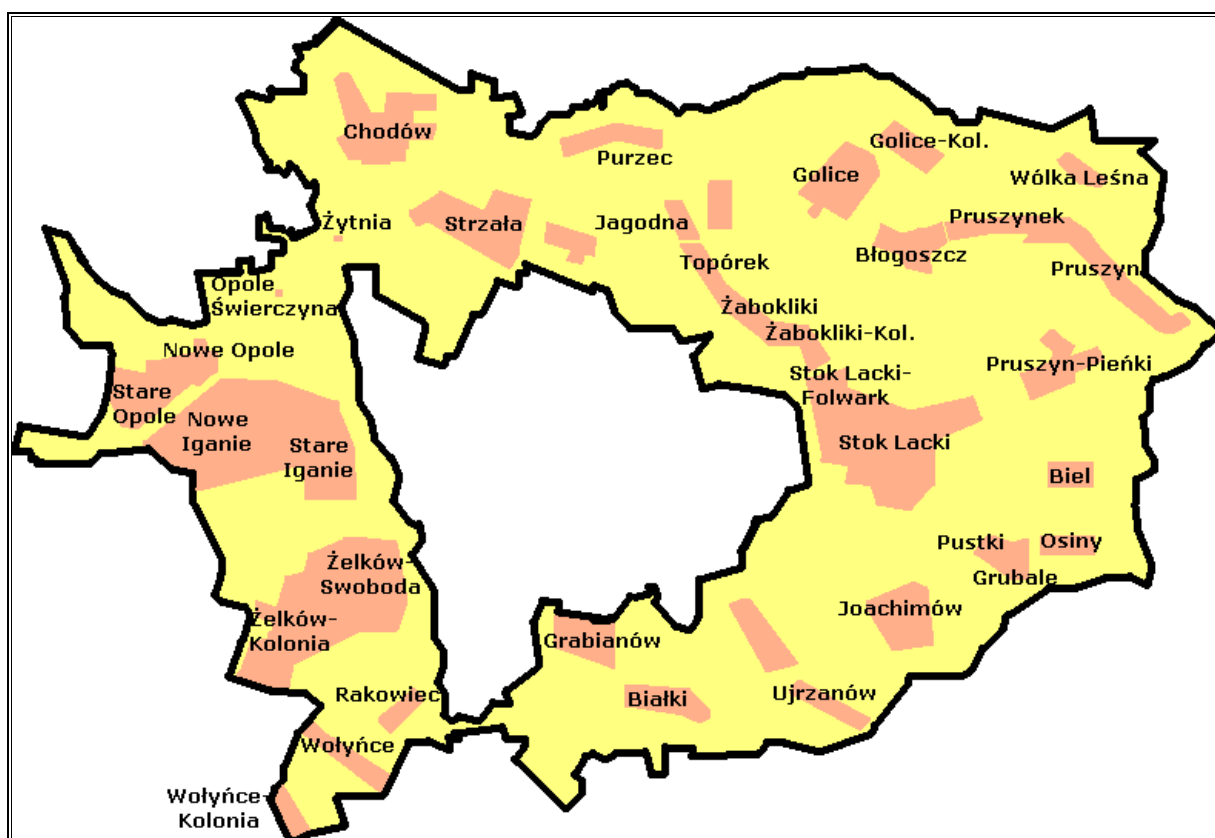 Chodów
Purzec
Golice-Kol.
Golice
Wólka Leśna
Żytnia
Strzała
Jagodna
Pruszynek
Topórek
Błogoszcz
Pruszyn
Opole
Świerczyna
Żabokliki
Żabokliki-Kol.
Nowe Opole
Stare
Opole
Stok Lacki-
Folwark
Pruszyn-Pieńki
Nowe
Iganie
Stare
Iganie
Stok Lacki
Biel
Pustki
Osiny
Grubale
Żelków-
Swoboda
Joachimów
Żelków-
Kolonia
Grabianów
Rakowiec
Białki
Ujrzanów
Wołyńce
Wołyńce-
Kolonia